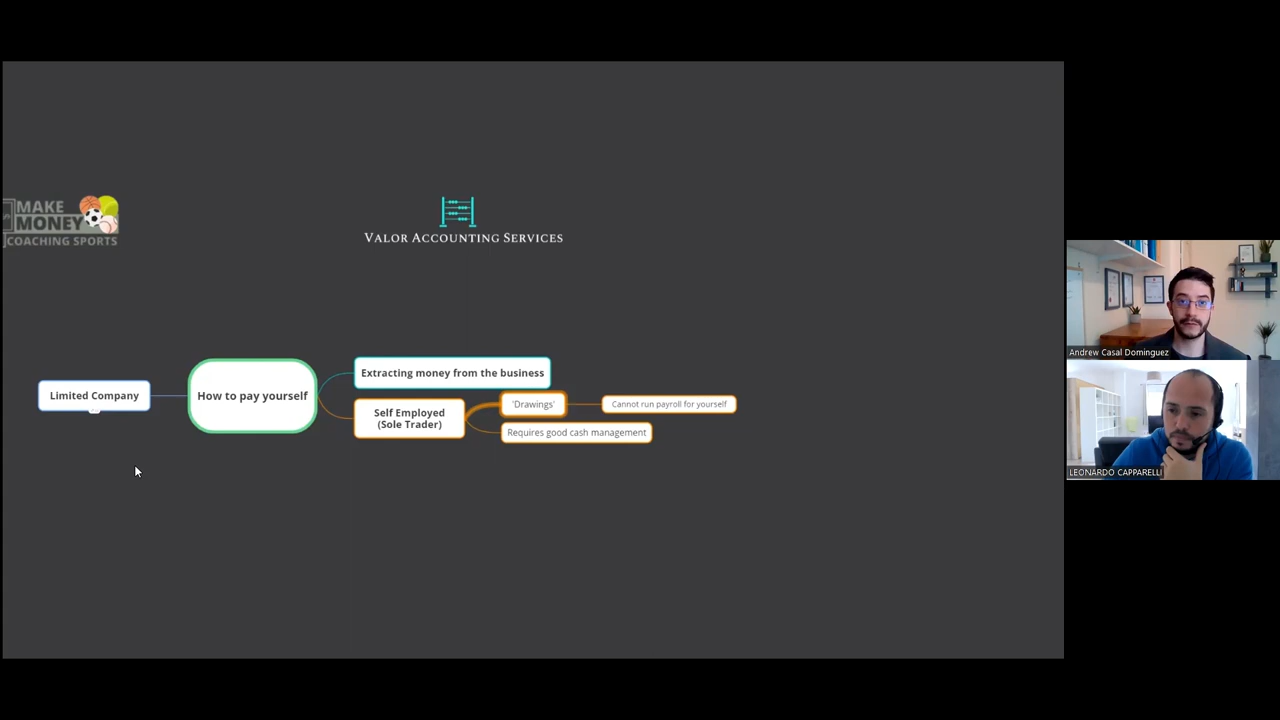 MAKE
MONEY
COACHING SPORTS
VALOR ACCOUNTING SERVICES
Limited Company
How to pay yourself
Extracting money from the business
Self Employed
(Sole Trader)
'Drawings'
Cannot run payroll for yourself
Requires good cash management
Andrew Casal Dominguez
LEONARDO CAPPARELLI